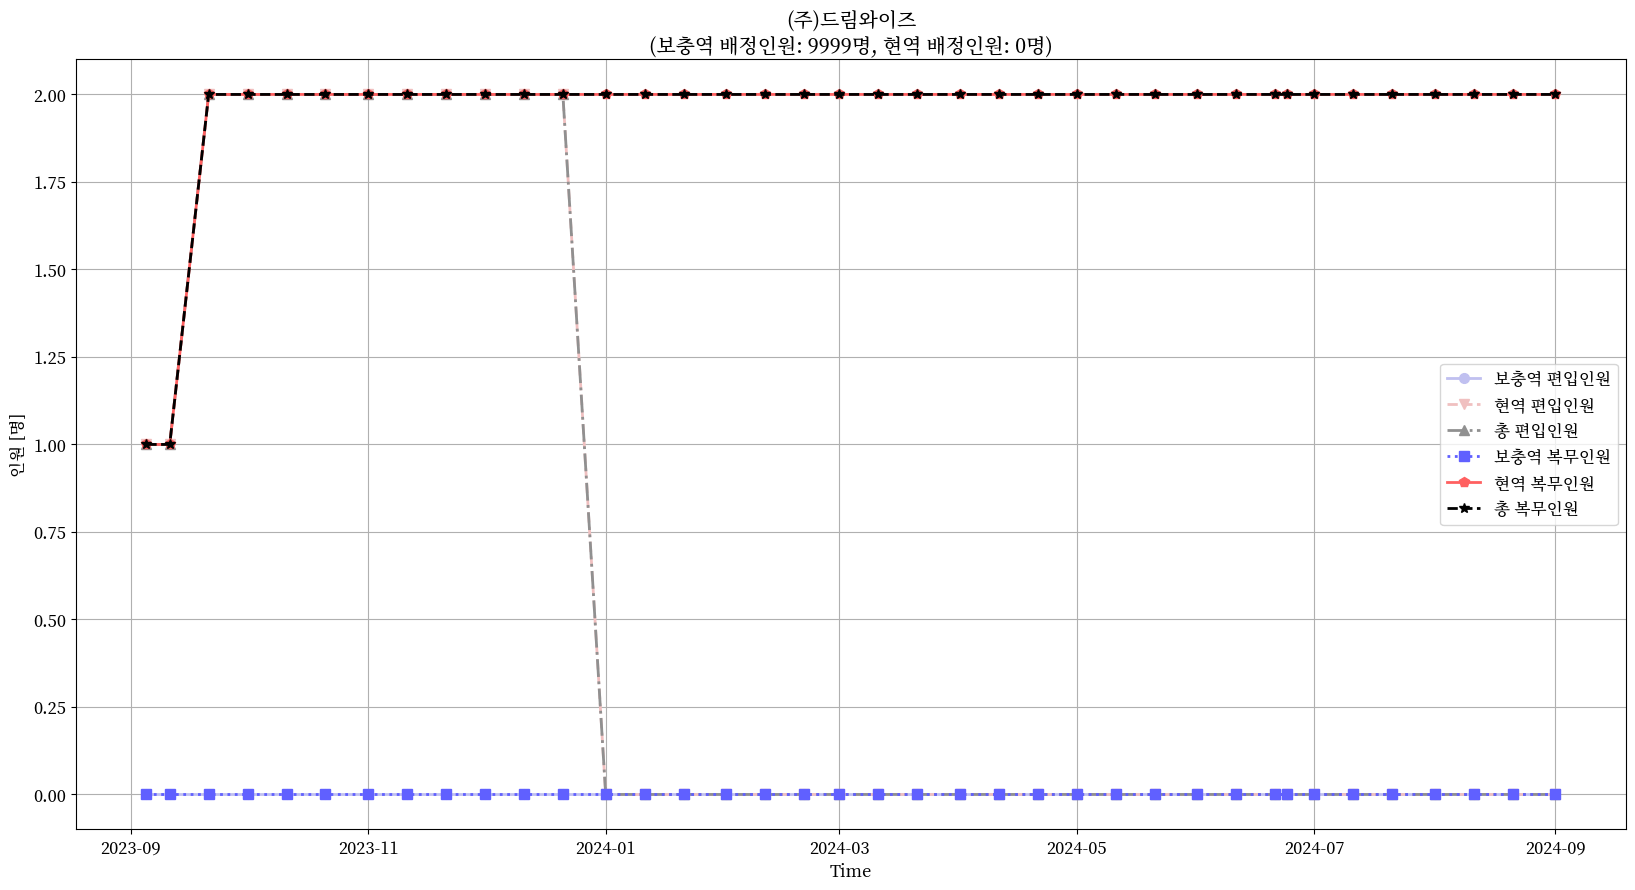 (주)드림와이즈
(보충역 배정인원: 9999명, 현역 배정인원: 0명)
인원 [명]
2.00
1.75
1.50
1.25
1.00
0.75
0.50
0.25
0.00
보충역 편입인원
현역 편입인원
총 편입인원
보충역 복무인원
현역 복무인원
총 복무인원
2023-09
2023-11
2024-01
2024-03
2024-05
2024-07
2024-09
Time